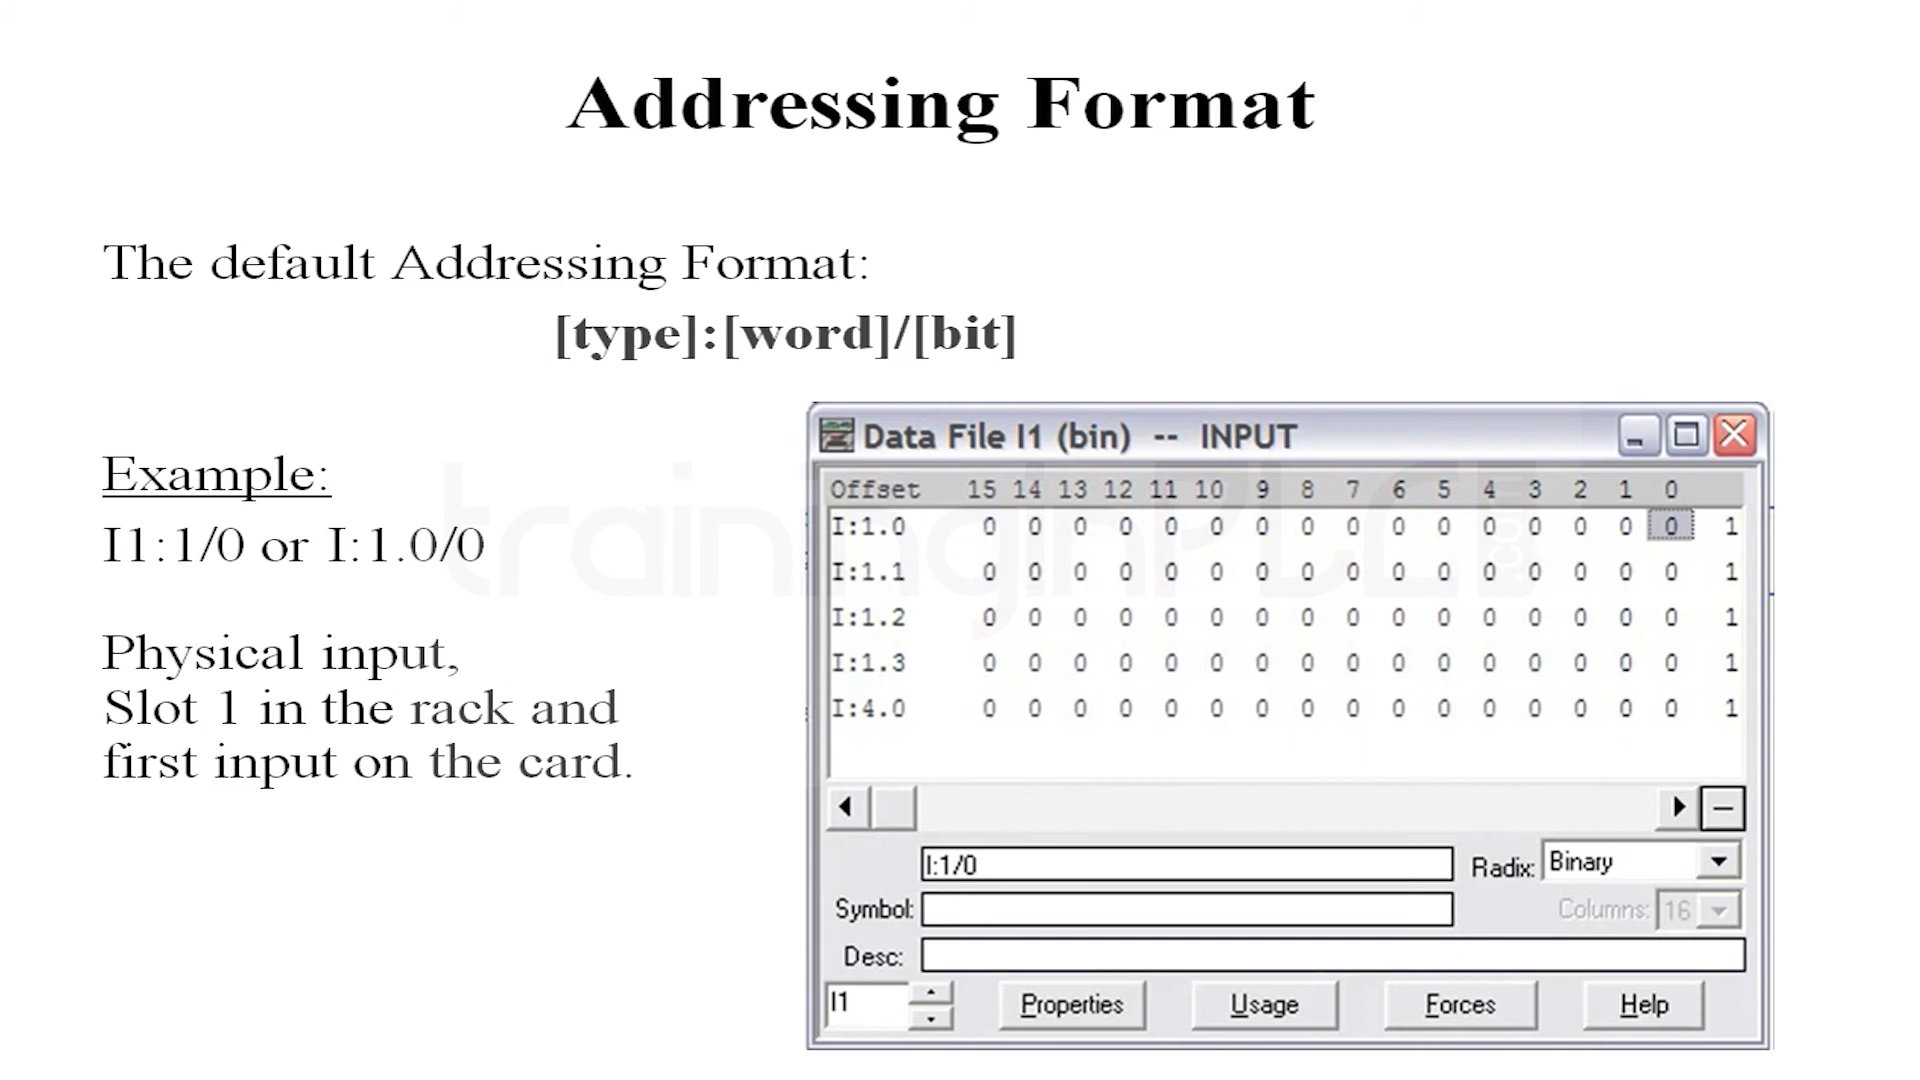 Addressing Format
The default Addressing Format:
[type]:[word]/[bit]
Example:
I1:1/0 or I:1.0/0
Physical input,
Slot 1 in the rack and
first input on the card.
Data File I1 (bin) -- INPUT
Offset 15 14 13 12 11 10 9 8 7 6 5 4 3 2 1 0
I:1.0 0 0 0 0 0 0 0 0 0 0 0 0 0 0 0 0 1
I:1.1 0 0 0 0 0 0 0 0 0 0 0 0 0 0 0 0 1
I:1.2 0 0 0 0 0 0 0 0 0 0 0 0 0 0 0 0 1
I:1.3 0 0 0 0 0 0 0 0 0 0 0 0 0 0 0 0 1
I:4.0 0 0 0 0 0 0 0 0 0 0 0 0 0 0 0 0 1
I:1/0 Radix: Binary
Symbol: Columns: 16
Desc:
I1 Properties Usage Forces Help
traininginPLC .COM